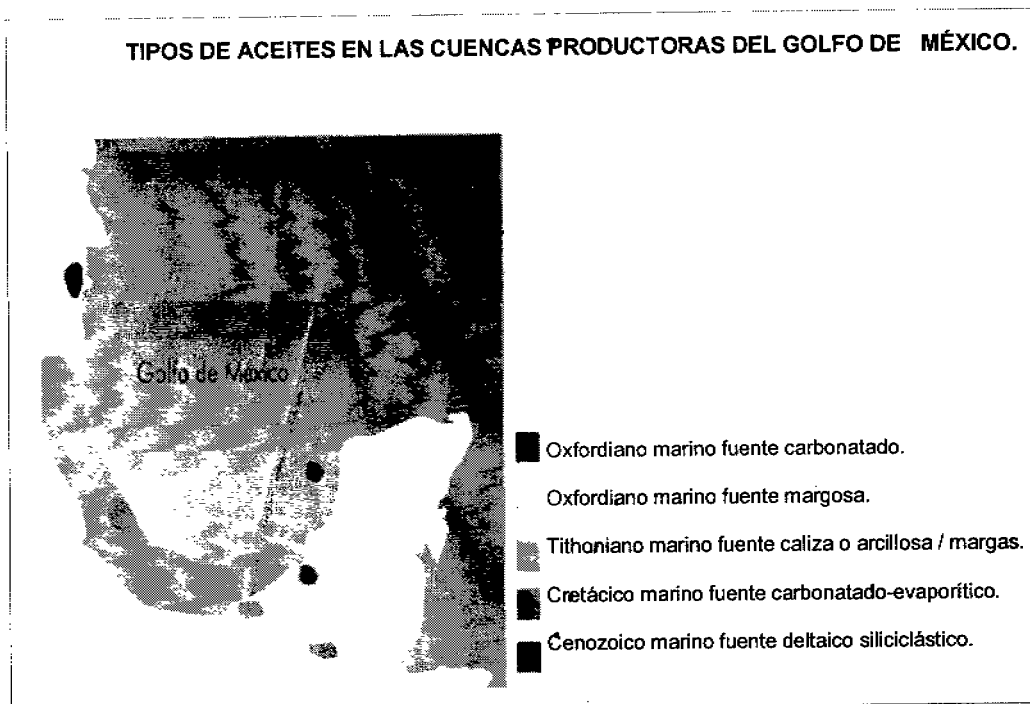 TIPOS DE ACEITES EN LAS CUENCAS PRODUCTORAS DEL GOLFO DE MÉXICO.
Golfo de México
Oxfordiano marino fuente carbonatado.
Oxfordiano marino fuente margosa.
Tithoniano marino fuente caliza o arcillosa / margas.
Cretácico marino fuente carbonatado-evaporítico.
Cenozoico marino fuente deltaico siliciclástico.